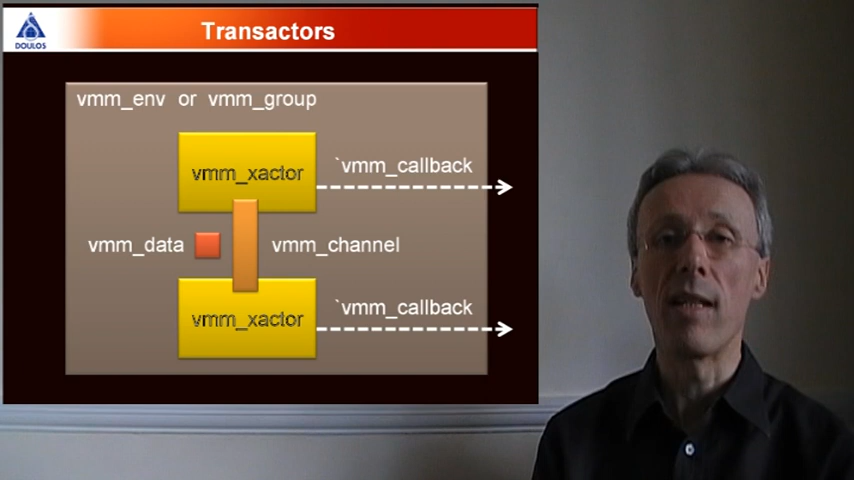 Transactors
DOULOS
vmm_env or vmm_group
vmm_xactor
`vmm_callback
vmm_data
vmm_channel
vmm_xactor
`vmm_callback